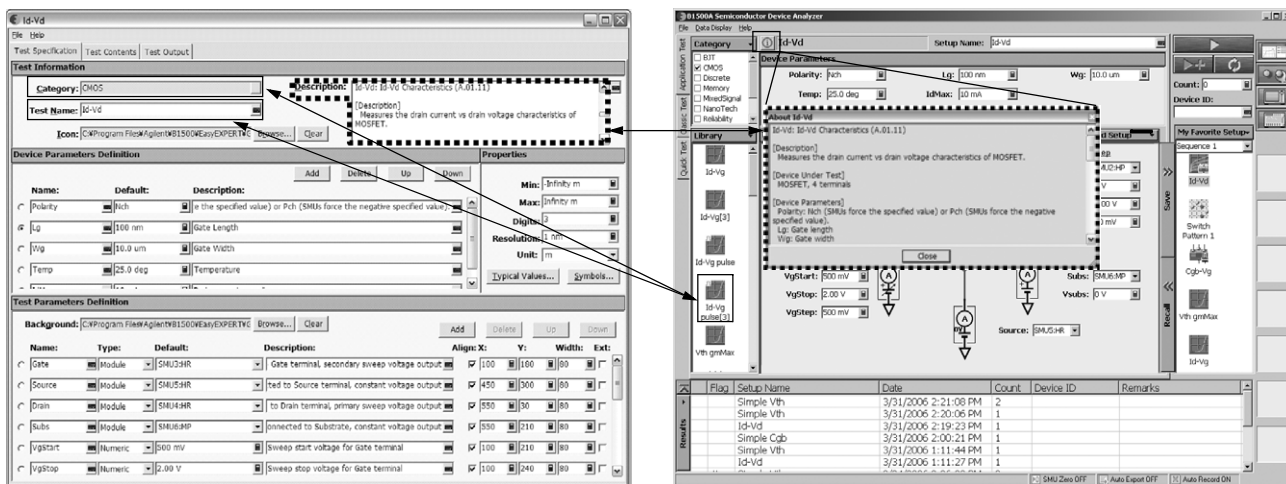 Id-Vd
File Help
Test Specification Test Contents Test Output
Test Information
Category: CMOS
Test Name: Id-Vd
Icon: Browse... Clear
Description: Id-Vd: Id-Vd Characteristics (A.01.11)
[Description]
Measures the drain current vs drain voltage characteristics of
MOSFET.
Device Parameters Definition
Add Delete Up Down
Name: Default: Description:
Polarity Nch e the specified value) or Pch (SMUs force the negative specified value).
Lg 100 nm Gate Length
Wg 10.0 um Gate Width
Temp 25.0 deg Temperature
Properties
Min: -Infinity m
Max: Infinity m
Digits: 3
Resolution: 1 nm
Unit: m
Typical Values... Symbols...
Test Parameters Definition
Background: Browse... Clear
Add Delete Up Down
Name: Type: Default: Description: Align: X: Y: Width: Ext:
Gate Module SMU3:HR Gate terminal, secondary sweep voltage output 100 180 80
Source Module SMU5:HR ted to Source terminal, constant voltage output 450 300 80
Drain Module SMU4:HR to Drain terminal, primary sweep voltage output 550 30 80
Subs Module SMU6:MP onnected to Substrate, constant voltage output 550 210 80
VgStart Numeric 500 mV Sweep start voltage for Gate terminal 100 210 80
VgStop Numeric 2.00 V Sweep stop voltage for Gate terminal 100 240 80
B1500A Semiconductor Device Analyzer
File Data Display Help
Application Test
Classic Test
Quick Test
Category
BJT
CMOS
Discrete
Memory
MixedSignal
NanoTech
Reliability
Library
Id-Vg
Id-Vg[3]
Id-Vg pulse
Id-Vg
pulse[3]
Vth gmMax
Id-Vd Setup Name: Id-Vd
Device Parameters
Polarity: Nch Lg: 100 nm Wg: 10.0 um
Temp: 25.0 deg IdMax: 10 mA
About Id-Vd
Id-Vd: Id-Vd Characteristics (A.01.11)
[Description]
Measures the drain current vs drain voltage characteristics of MOSFET.
[Device Under Test]
MOSFET, 4 terminals
[Device Parameters]
Polarity: Nch (SMUs force the specified value) or Pch (SMUs force the negative
specified value).
Lg: Gate length
Wg: Gate width
Close
VgStart: 500 mV
VgStop: 2.00 V
VgStep: 500 mV
A
A
A
Source: SMU5:HR
Subs: SMU6:MP
Vsubs: 0 V
d Setup
Save
Recall
Count: 0
Device ID:
My Favorite Setup
Sequence 1
Id-Vd
Switch
Pattern 1
Cgb-Vg
Vth gmMax
Id-Vg
Results
Flag Setup Name Date Count Device ID Remarks
Simple Vth 3/31/2006 2:21:08 PM 2
Simple Vth 3/31/2006 2:20:06 PM 1
Id-Vd 3/31/2006 2:19:23 PM 1
Simple Cgb 3/31/2006 2:00:21 PM 1
Simple Vth 3/31/2006 1:11:44 PM 1
Id-Vd 3/31/2006 1:11:27 PM 1
SMU Zero OFF Auto Export OFF Auto Record ON